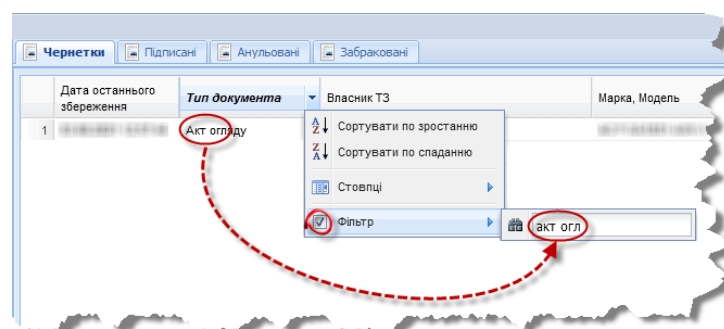 Чернетки Підписані Анульовані Забраковані
Дата останнього збереження Тип документа Власник ТЗ Марка, Модель
1 Акт огляду
Сортувати по зростанню
Сортувати по спаданню
Стовпці
Фільтр акт огл